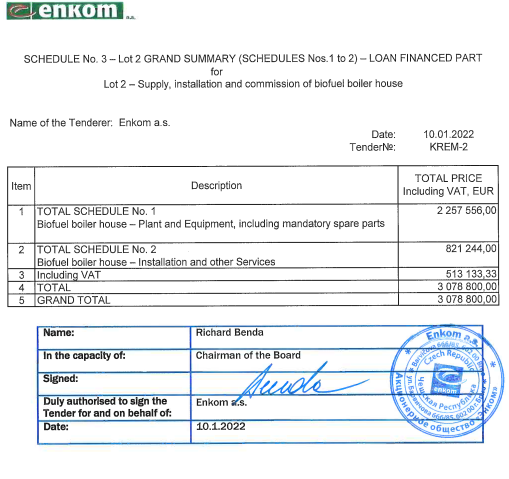 enkom a.s.
SCHEDULE No. 3 – Lot 2 GRAND SUMMARY (SCHEDULES Nos.1 to 2) – LOAN FINANCED PART
for
Lot 2 – Supply, installation and commission of biofuel boiler house
Name of the Tenderer: Enkom a.s.
Date: 10.01.2022
Tender№: KREM-2
Item Description TOTAL PRICE
Including VAT, EUR
1 TOTAL SCHEDULE No. 1 2 257 556,00
Biofuel boiler house – Plant and Equipment, including mandatory spare parts
2 TOTAL SCHEDULE No. 2 821 244,00
Biofuel boiler house – Installation and other Services
3 Including VAT 513 133,33
4 TOTAL 3 078 800,00
5 GRAND TOTAL 3 078 800,00
Name: Richard Benda
In the capacity of: Chairman of the Board
Signed: Benda
Duly authorised to sign the
Tender for and on behalf of: Enkom a.s.
Date: 10.1.2022
Enkom a.s.
Czech Republic
enkom
Чешская Республика
Акционерное общество «Enkom»